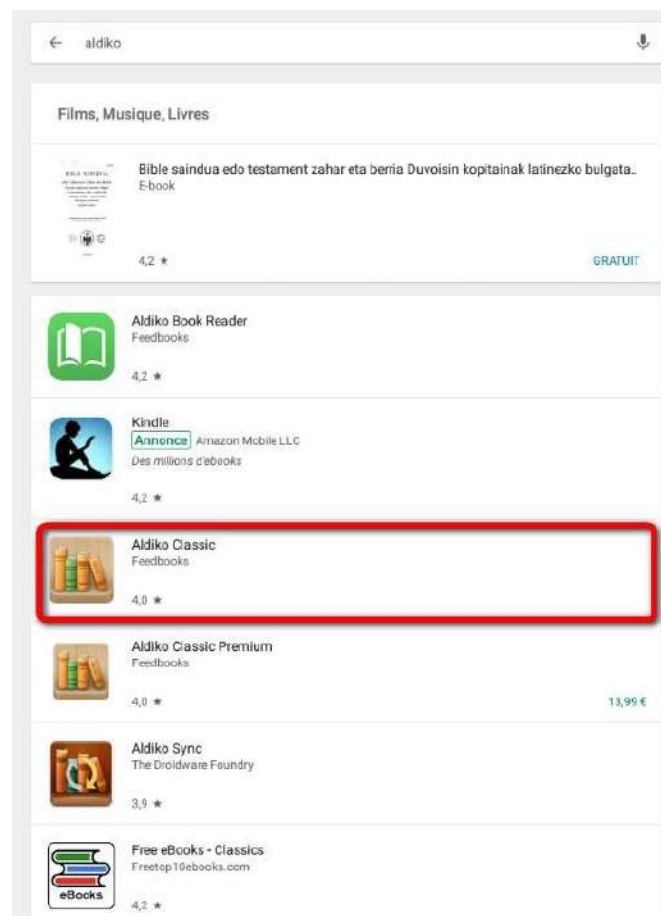 aldiko
Films, Musique, Livres
BIBLE SAINDUA,
Bible saindua edo testament zahar eta berria Duvoisin kopitainak latinezko bulgata..
E-book
4,2 ★
GRATUIT
Aldiko Book Reader
Feedbooks
4,2 ★
Kindle
Annonce Amazon Mobile LLC
Des millions d'ebooks
4,2 ★
Aldiko Classic
Feedbooks
4,0 ★
Aldiko Classic Premium
Feedbooks
4,0 ★
13,99 €
Aldiko Sync
The Droidware Foundry
3,9 ★
Free eBooks - Classics
Freetop10ebooks.com
eBooks
4,2 ★